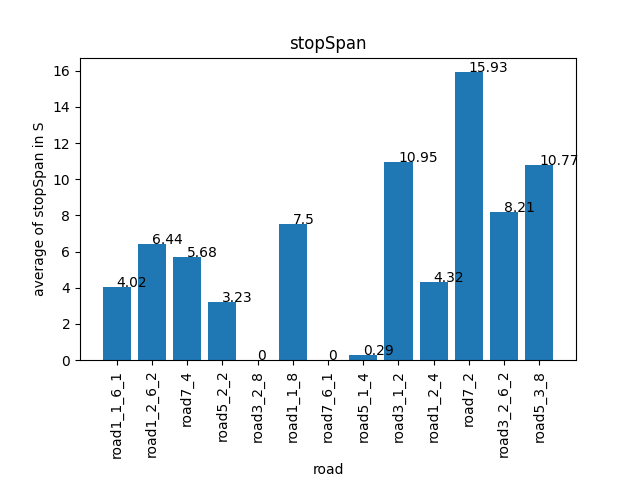 stopSpan
average of stopSpan in S
16
14
12
10
8
6
4
2
0
4.02
6.44
5.68
3.23
0
7.5
0
0.29
10.95
4.32
15.93
8.21
10.77
road1_1_6_1
road1_2_6_2
road7_4
road5_2_2
road3_2_8
road1_1_8
road7_6_1
road5_1_4
road3_1_2
road1_2_4
road7_2
road3_2_6_2
road5_3_8
road